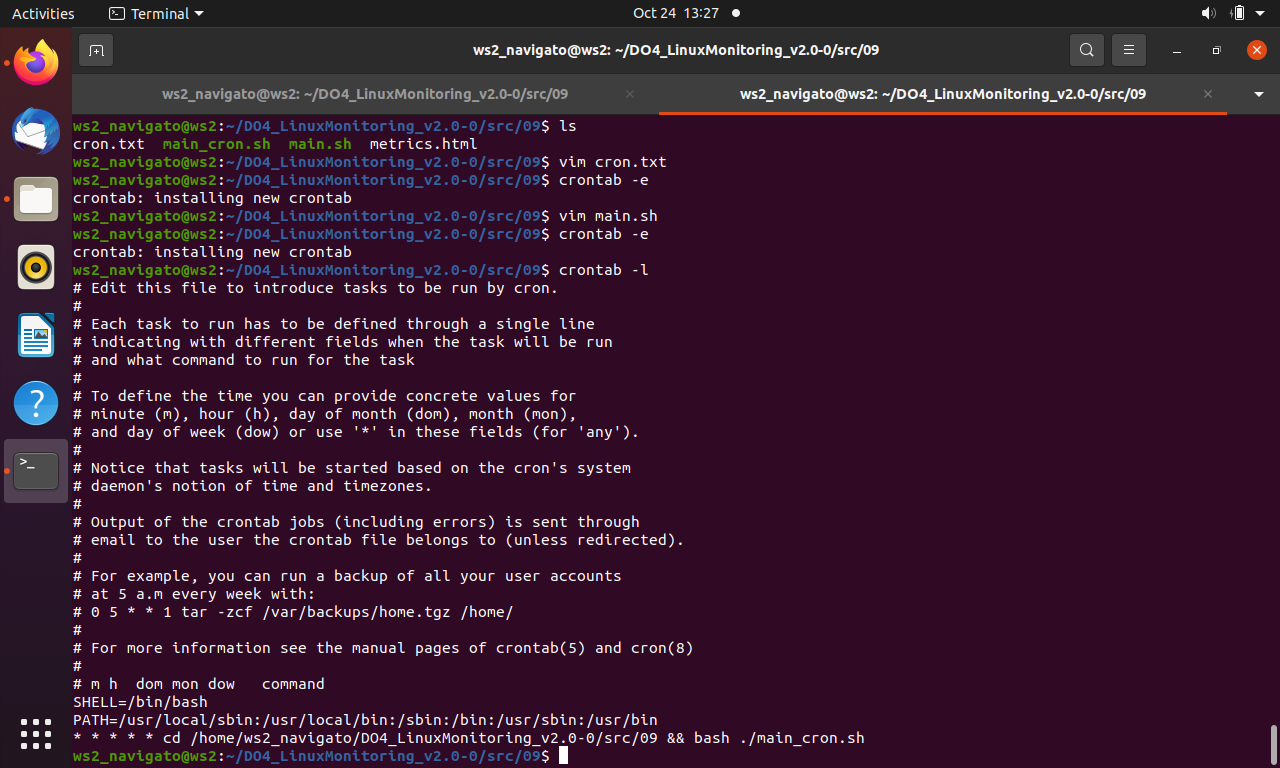 Activities
Terminal
Oct 24 13:27
ws2_navigato@ws2: ~/DO4_LinuxMonitoring_v2.0-0/src/09
ws2_navigato@ws2: ~/DO4_LinuxMonitoring_v2.0-0/src/09
ws2_navigato@ws2: ~/DO4_LinuxMonitoring_v2.0-0/src/09
ws2_navigato@ws2:~/DO4_LinuxMonitoring_v2.0-0/src/09$ ls
cron.txt  main_cron.sh  main.sh  metrics.html
ws2_navigato@ws2:~/DO4_LinuxMonitoring_v2.0-0/src/09$ vim cron.txt
ws2_navigato@ws2:~/DO4_LinuxMonitoring_v2.0-0/src/09$ crontab -e
crontab: installing new crontab
ws2_navigato@ws2:~/DO4_LinuxMonitoring_v2.0-0/src/09$ vim main.sh
ws2_navigato@ws2:~/DO4_LinuxMonitoring_v2.0-0/src/09$ crontab -e
crontab: installing new crontab
ws2_navigato@ws2:~/DO4_LinuxMonitoring_v2.0-0/src/09$ crontab -l
# Edit this file to introduce tasks to be run by cron.
#
# Each task to run has to be defined through a single line
# indicating with different fields when the task will be run
# and what command to run for the task
#
# To define the time you can provide concrete values for
# minute (m), hour (h), day of month (dom), month (mon),
# and day of week (dow) or use '*' in these fields (for 'any').
#
# Notice that tasks will be started based on the cron's system
# daemon's notion of time and timezones.
#
# Output of the crontab jobs (including errors) is sent through
# email to the user the crontab file belongs to (unless redirected).
#
# For example, you can run a backup of all your user accounts
# at 5 a.m every week with:
# 0 5 * * 1 tar -zcf /var/backups/home.tgz /home/
#
# For more information see the manual pages of crontab(5) and cron(8)
#
# m h  dom mon dow   command
SHELL=/bin/bash
PATH=/usr/local/sbin:/usr/local/bin:/sbin:/bin:/usr/sbin:/usr/bin
* * * * * cd /home/ws2_navigato/DO4_LinuxMonitoring_v2.0-0/src/09 && bash ./main_cron.sh
ws2_navigato@ws2:~/DO4_LinuxMonitoring_v2.0-0/src/09$